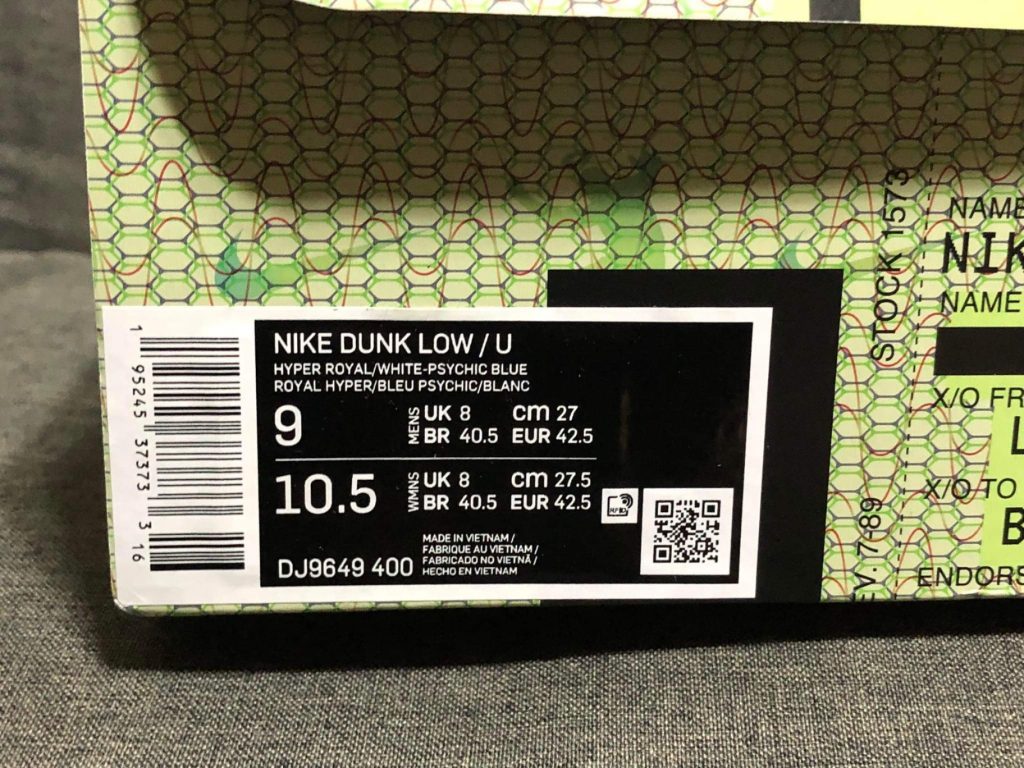 NIKE DUNK LOW / U
HYPER ROYAL/WHITE-PSYCHIC BLUE
ROYAL HYPER/BLEU PSYCHIC/BLANC
9
MENS
UK 8 cm 27
BR 40.5 EUR 42.5
10.5
WMNS
UK 8 cm 27.5
BR 40.5 EUR 42.5
DJ9649 400
MADE IN VIETNAM /
FABRIQUE AU VIETNAM /
FABRICADO NO VIETNÃ /
HECHO EN VIETNAM
1 95245 37373 3 16
STOCK 1573
EV. 7-89
NAME
NIK
NAME
X/O FR
L
X/O TO
B
ENDORS